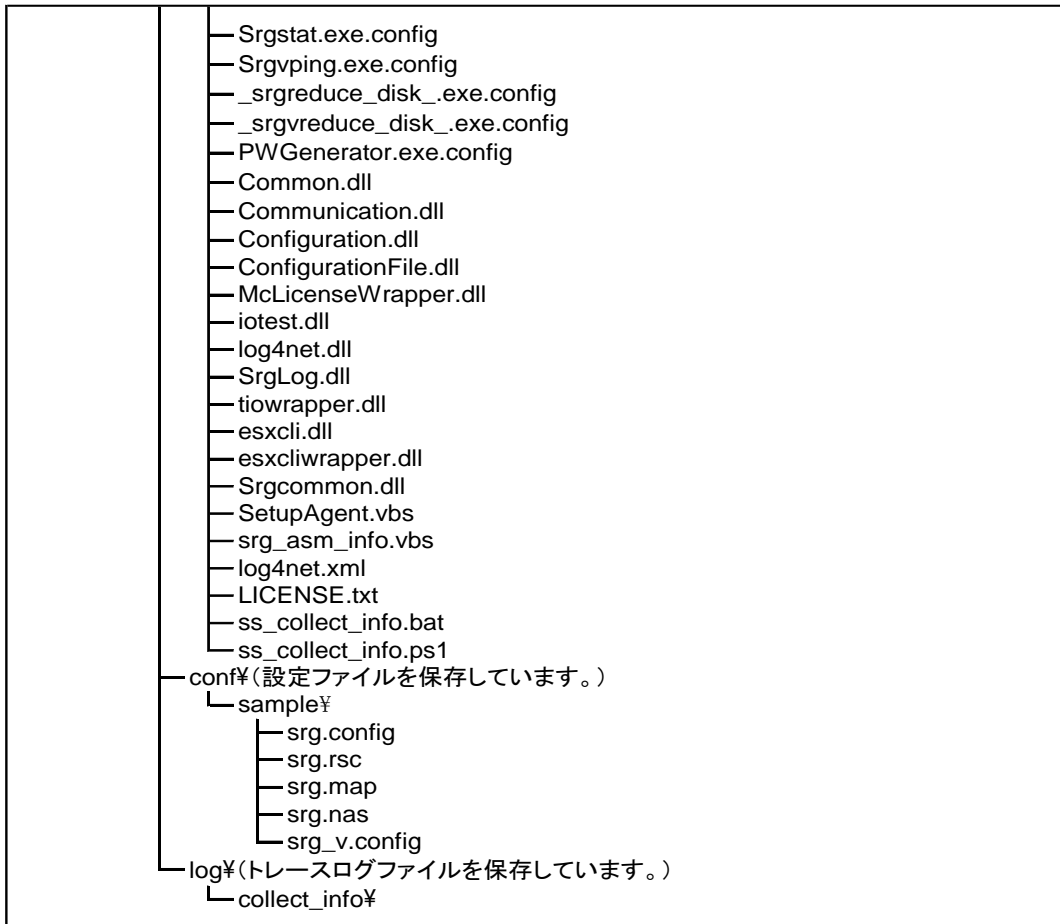 Srgstat.exe.config
Srgvping.exe.config
_srgreduce_disk_.exe.config
_srgvreduce_disk_.exe.config
PWGenerator.exe.config
Common.dll
Communication.dll
Configuration.dll
ConfigurationFile.dll
McLicenseWrapper.dll
iotest.dll
log4net.dll
SrgLog.dll
tiowrapper.dll
esxcli.dll
esxcliwrapper.dll
Srgcommon.dll
SetupAgent.vbs
srg_asm_info.vbs
log4net.xml
LICENSE.txt
ss_collect_info.bat
ss_collect_info.ps1
conf¥(設定ファイルを保存しています。)
sample¥
srg.config
srg.rsc
srg.map
srg.nas
srg_v.config
log¥(トレースログファイルを保存しています。)
collect_info¥